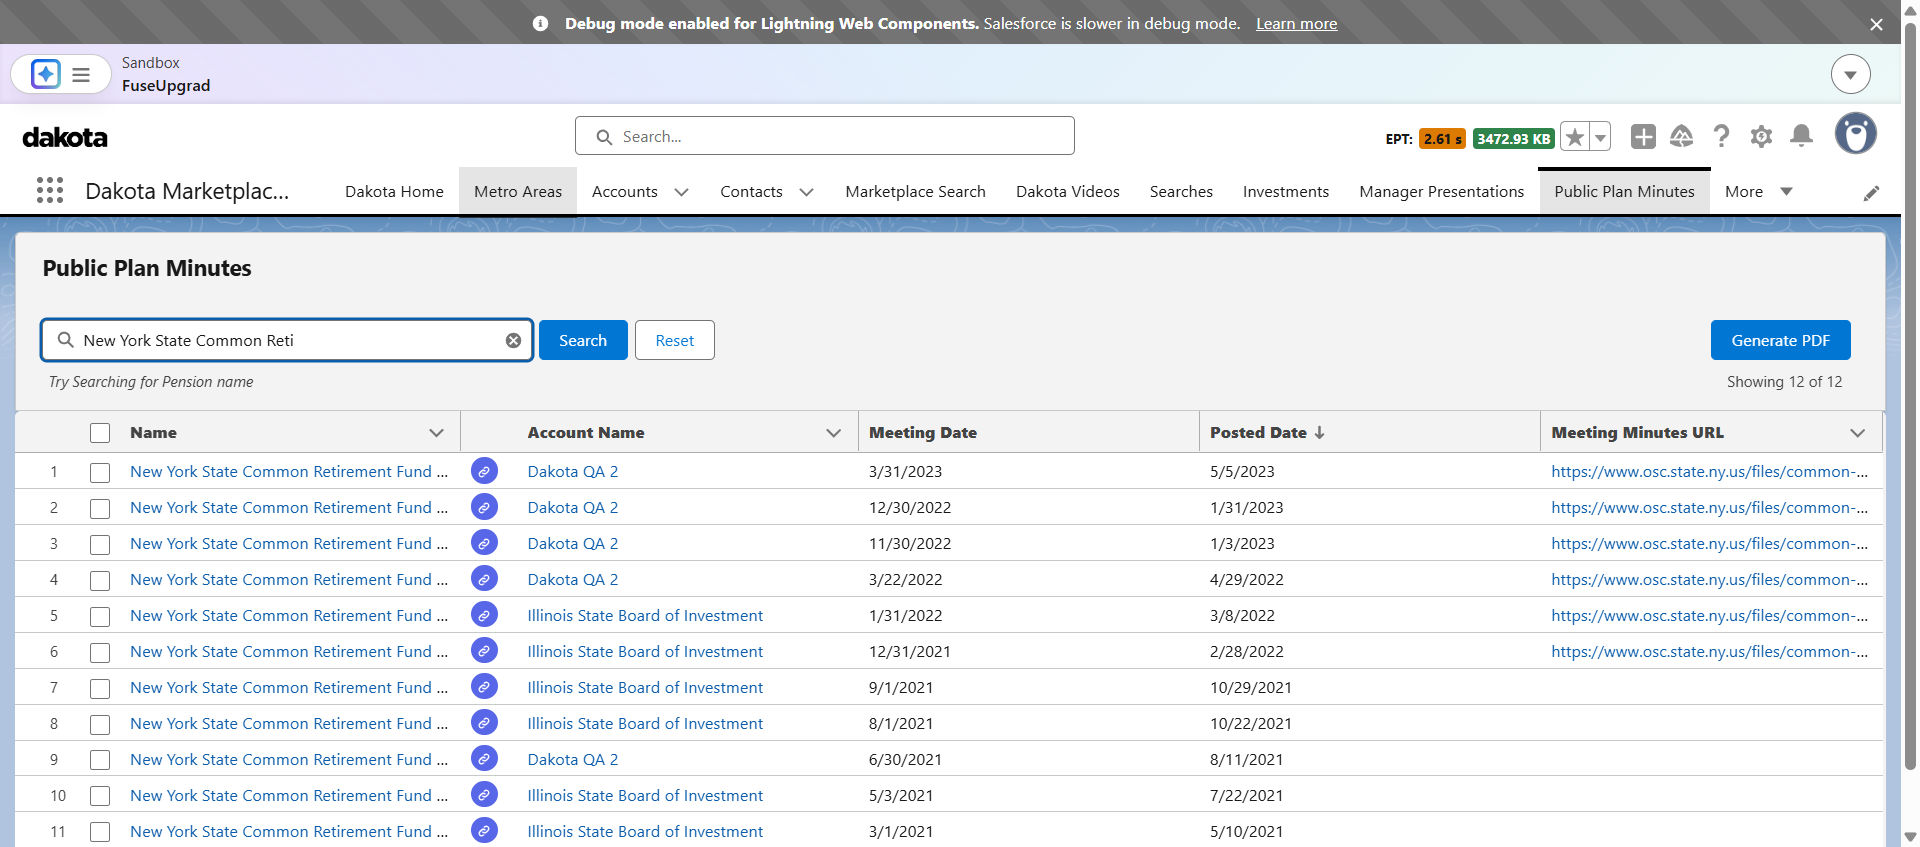 Debug mode enabled for Lightning Web Components. Salesforce is slower in debug mode. Learn more
Sandbox
FuseUpgrad
dakota
Search...
EPT: 2.61 s 3472.93 KB
Dakota Marketplac... Dakota Home Metro Areas Accounts Contacts Marketplace Search Dakota Videos Searches Investments Manager Presentations Public Plan Minutes More
Public Plan Minutes
New York State Common Reti Search Reset Generate PDF
Try Searching for Pension name Showing 12 of 12
Name Account Name Meeting Date Posted Date Meeting Minutes URL
1 New York State Common Retirement Fund ... Dakota QA 2 3/31/2023 5/5/2023 https://www.osc.state.ny.us/files/common-...
2 New York State Common Retirement Fund ... Dakota QA 2 12/30/2022 1/31/2023 https://www.osc.state.ny.us/files/common-...
3 New York State Common Retirement Fund ... Dakota QA 2 11/30/2022 1/3/2023 https://www.osc.state.ny.us/files/common-...
4 New York State Common Retirement Fund ... Dakota QA 2 3/22/2022 4/29/2022 https://www.osc.state.ny.us/files/common-...
5 New York State Common Retirement Fund ... Illinois State Board of Investment 1/31/2022 3/8/2022 https://www.osc.state.ny.us/files/common-...
6 New York State Common Retirement Fund ... Illinois State Board of Investment 12/31/2021 2/28/2022 https://www.osc.state.ny.us/files/common-...
7 New York State Common Retirement Fund ... Illinois State Board of Investment 9/1/2021 10/29/2021
8 New York State Common Retirement Fund ... Illinois State Board of Investment 8/1/2021 10/22/2021
9 New York State Common Retirement Fund ... Dakota QA 2 6/30/2021 8/11/2021
10 New York State Common Retirement Fund ... Illinois State Board of Investment 5/3/2021 7/22/2021
11 New York State Common Retirement Fund ... Illinois State Board of Investment 3/1/2021 5/10/2021